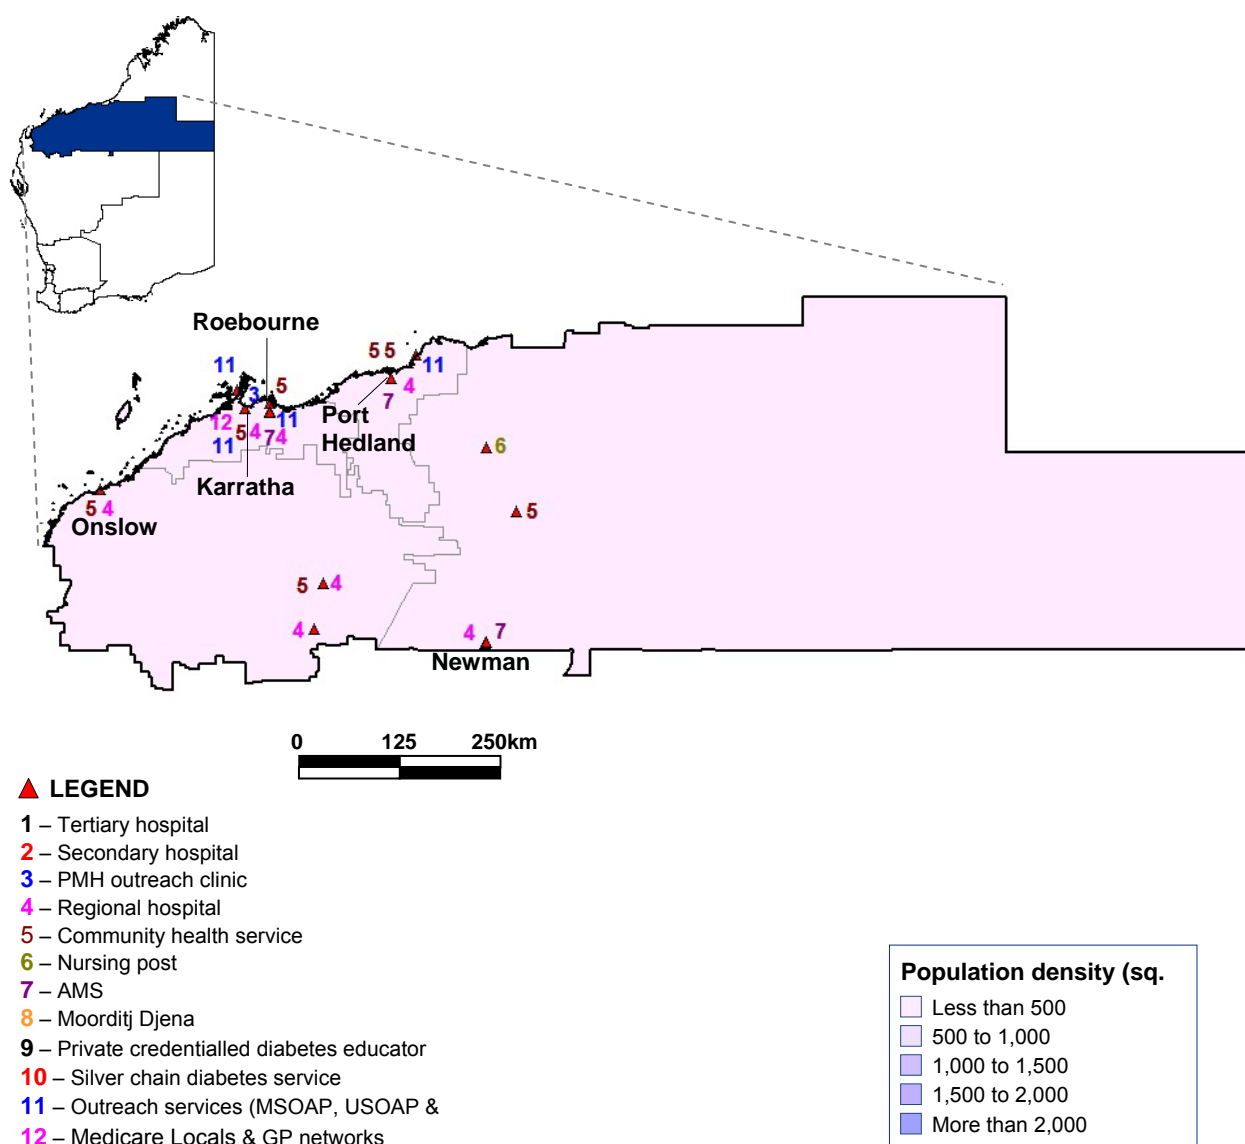 Roebourne
5 5
11
11
3
5
4
7
12
11
5
4
7
4
11
Port
Hedland
6
Karratha
5
4
Onslow
5
5
4
4
4
7
Newman
0 125 250km
LEGEND
1 – Tertiary hospital
2 – Secondary hospital
3 – PMH outreach clinic
4 – Regional hospital
5 – Community health service
6 – Nursing post
7 – AMS
8 – Moorditj Djena
9 – Private credentialled diabetes educator
10 – Silver chain diabetes service
11 – Outreach services (MSOAP, USOAP &
12 – Medicare Locals & GP networks
Population density (sq.
Less than 500
500 to 1,000
1,000 to 1,500
1,500 to 2,000
More than 2,000